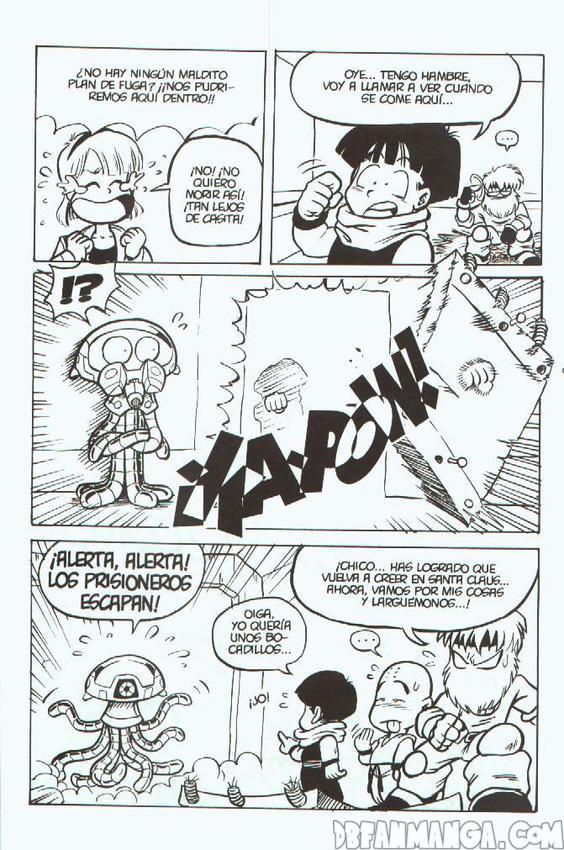 ¿NO HAY NINGÚN MALDITO
PLAN DE FUGA? ¡¡NOS PUDRI-
REMOS AQUÍ DENTRO!!
¡NO! ¡NO
QUIERO
MORIR ASÍ!
¡TAN LEJOS
DE CASITA!
OYE... TENGO HAMBRE,
VOY A LLAMAR A VER CUÁNDO
SE COME AQUÍ...
...
!?
¡KA-POW!
¡ALERTA, ALERTA!
¡LOS PRISIONEROS
ESCAPAN!
OIGA,
YO QUERÍA
UNOS BO-
CADILLOS...
¡JO!
...
¡CHICO... HAS LOGRADO QUE
VUELVA A CREER EN SANTA CLAUS...
AHORA, VAMOS POR MIS COSAS
Y LARGUÉMONOS...!
DBFANMANGA.COM